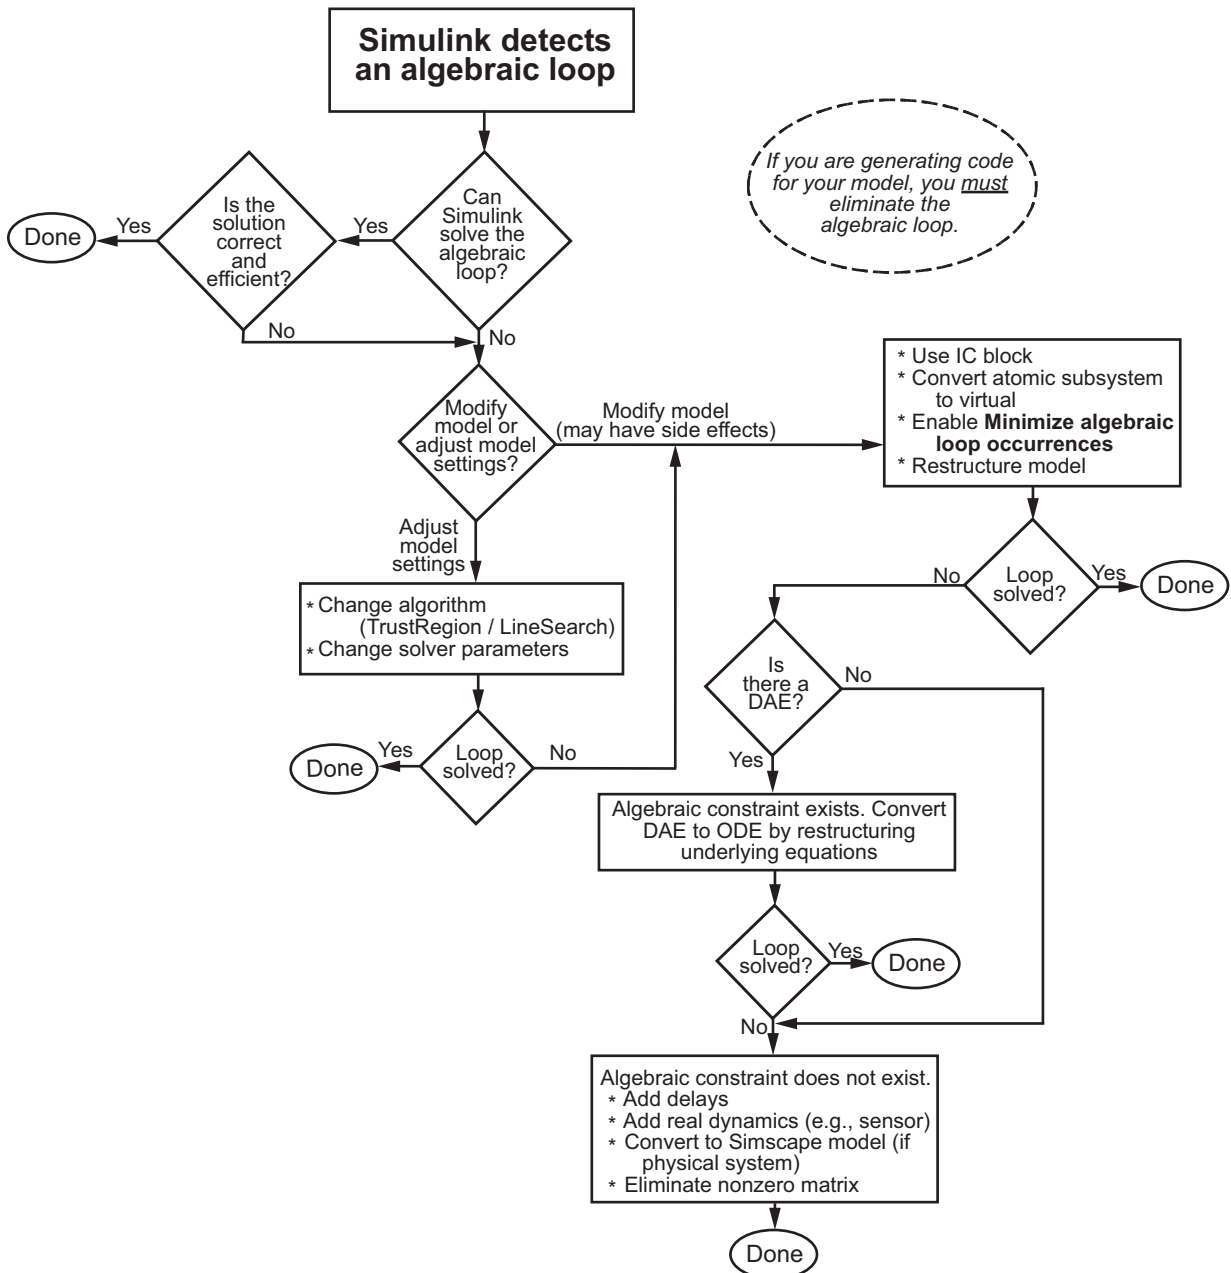 Simulink detects
an algebraic loop
If you are generating code
for your model, you must
eliminate the
algebraic loop.
Can
Simulink
solve the
algebraic
loop?
Yes
Is the
solution
correct
and
efficient?
Yes
Done
No
No
Modify
model or
adjust model
settings?
Modify model
(may have side effects)
* Use IC block
* Convert atomic subsystem
to virtual
* Enable Minimize algebraic
loop occurrences
* Restructure model
Adjust
model
settings
* Change algorithm
(TrustRegion / LineSearch)
* Change solver parameters
Loop
solved?
Yes
Done
No
Loop
solved?
Yes
Done
No
Is
there a
DAE?
No
Yes
Algebraic constraint exists. Convert
DAE to ODE by restructuring
underlying equations
Loop
solved?
Yes
Done
No
Algebraic constraint does not exist.
* Add delays
* Add real dynamics (e.g., sensor)
* Convert to Simscape model (if
physical system)
* Eliminate nonzero matrix
Done